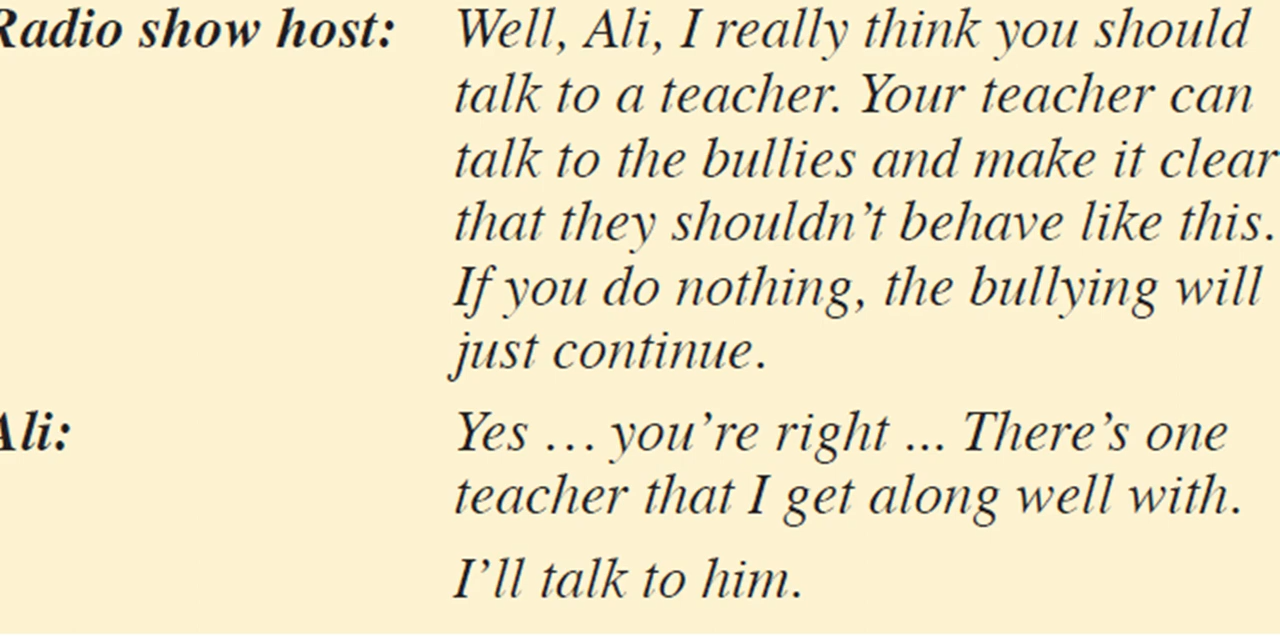 Radio show host: Well, Ali, I really think you should
talk to a teacher. Your teacher can
talk to the bullies and make it clear
that they shouldn’t behave like this.
If you do nothing, the bullying will
just continue.
Ali: Yes … you’re right ... There’s one
teacher that I get along well with.
I’ll talk to him.